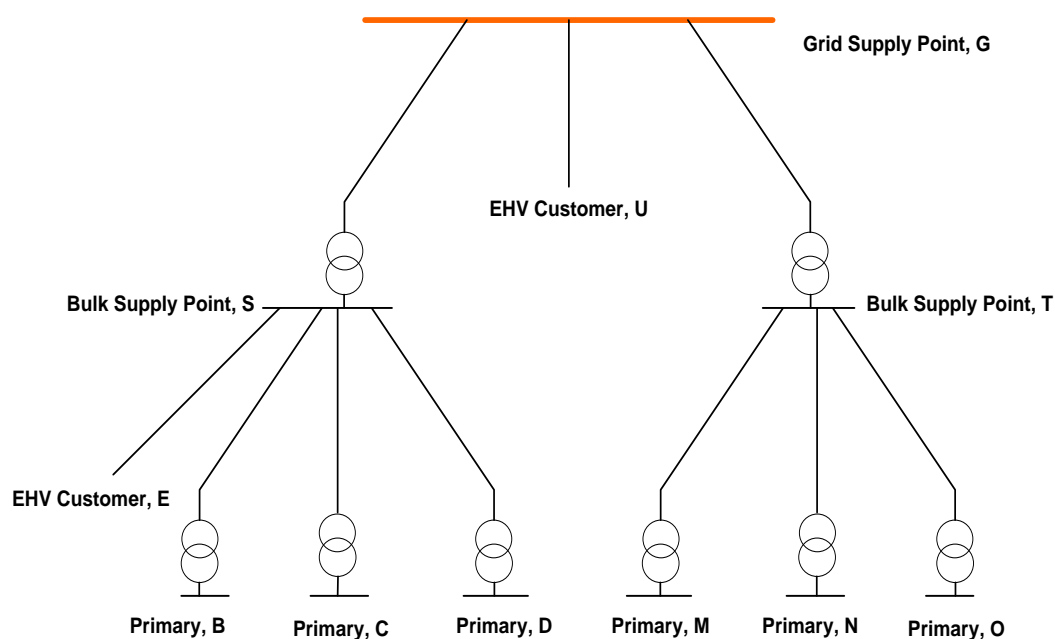 Grid Supply Point, G
EHV Customer, U
Bulk Supply Point, S
Bulk Supply Point, T
EHV Customer, E
Primary, B
Primary, C
Primary, D
Primary, M
Primary, N
Primary, O